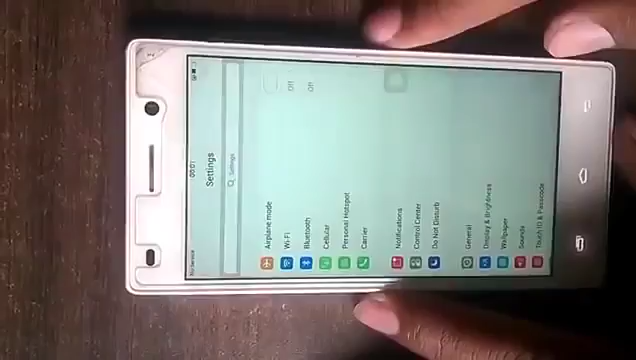 No Service
00:01
Settings
Settings
Airplane mode
Wi-Fi
Off
Bluetooth
Off
Cellular
Personal Hotspot
Carrier
Notifications
Control Center
Do Not Disturb
General
Display & Brightness
Wallpaper
Sounds
Touch ID & Passcode